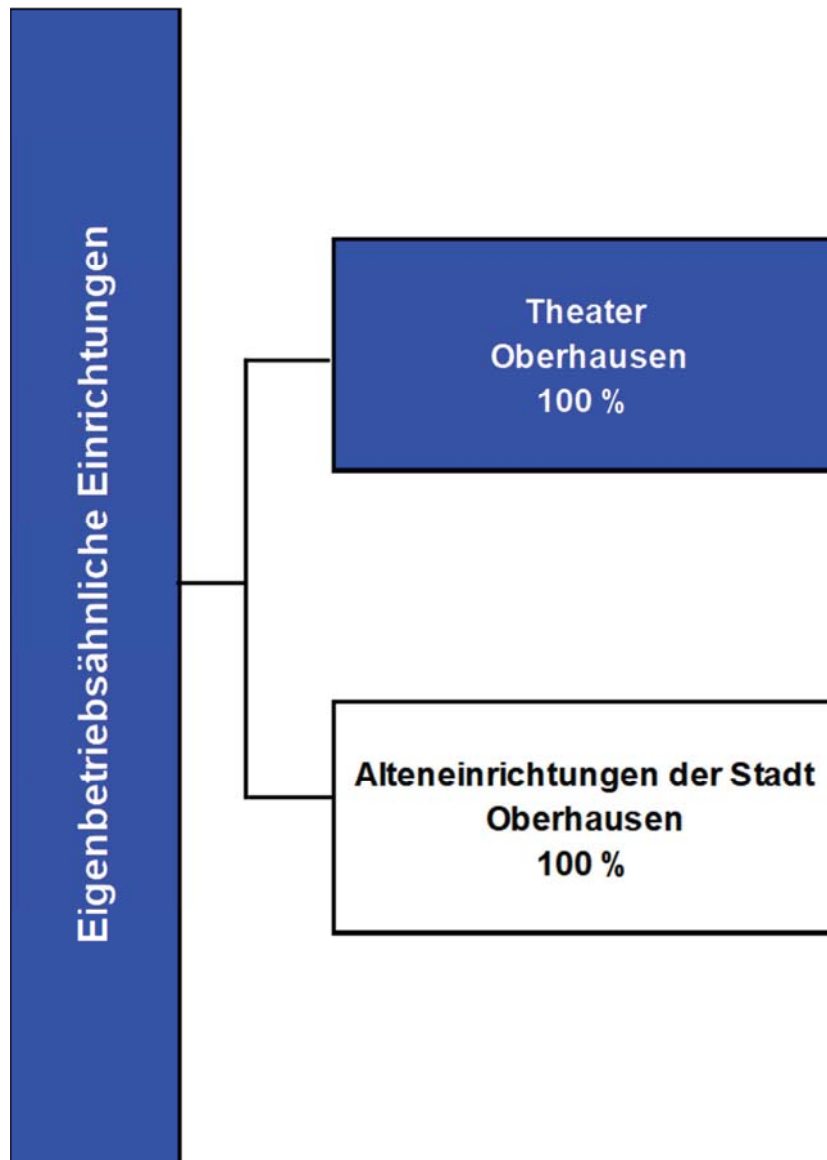 Eigenbetriebsähnliche Einrichtungen
Theater
Oberhausen
100 %
Alteneinrichtungen der Stadt
Oberhausen
100 %